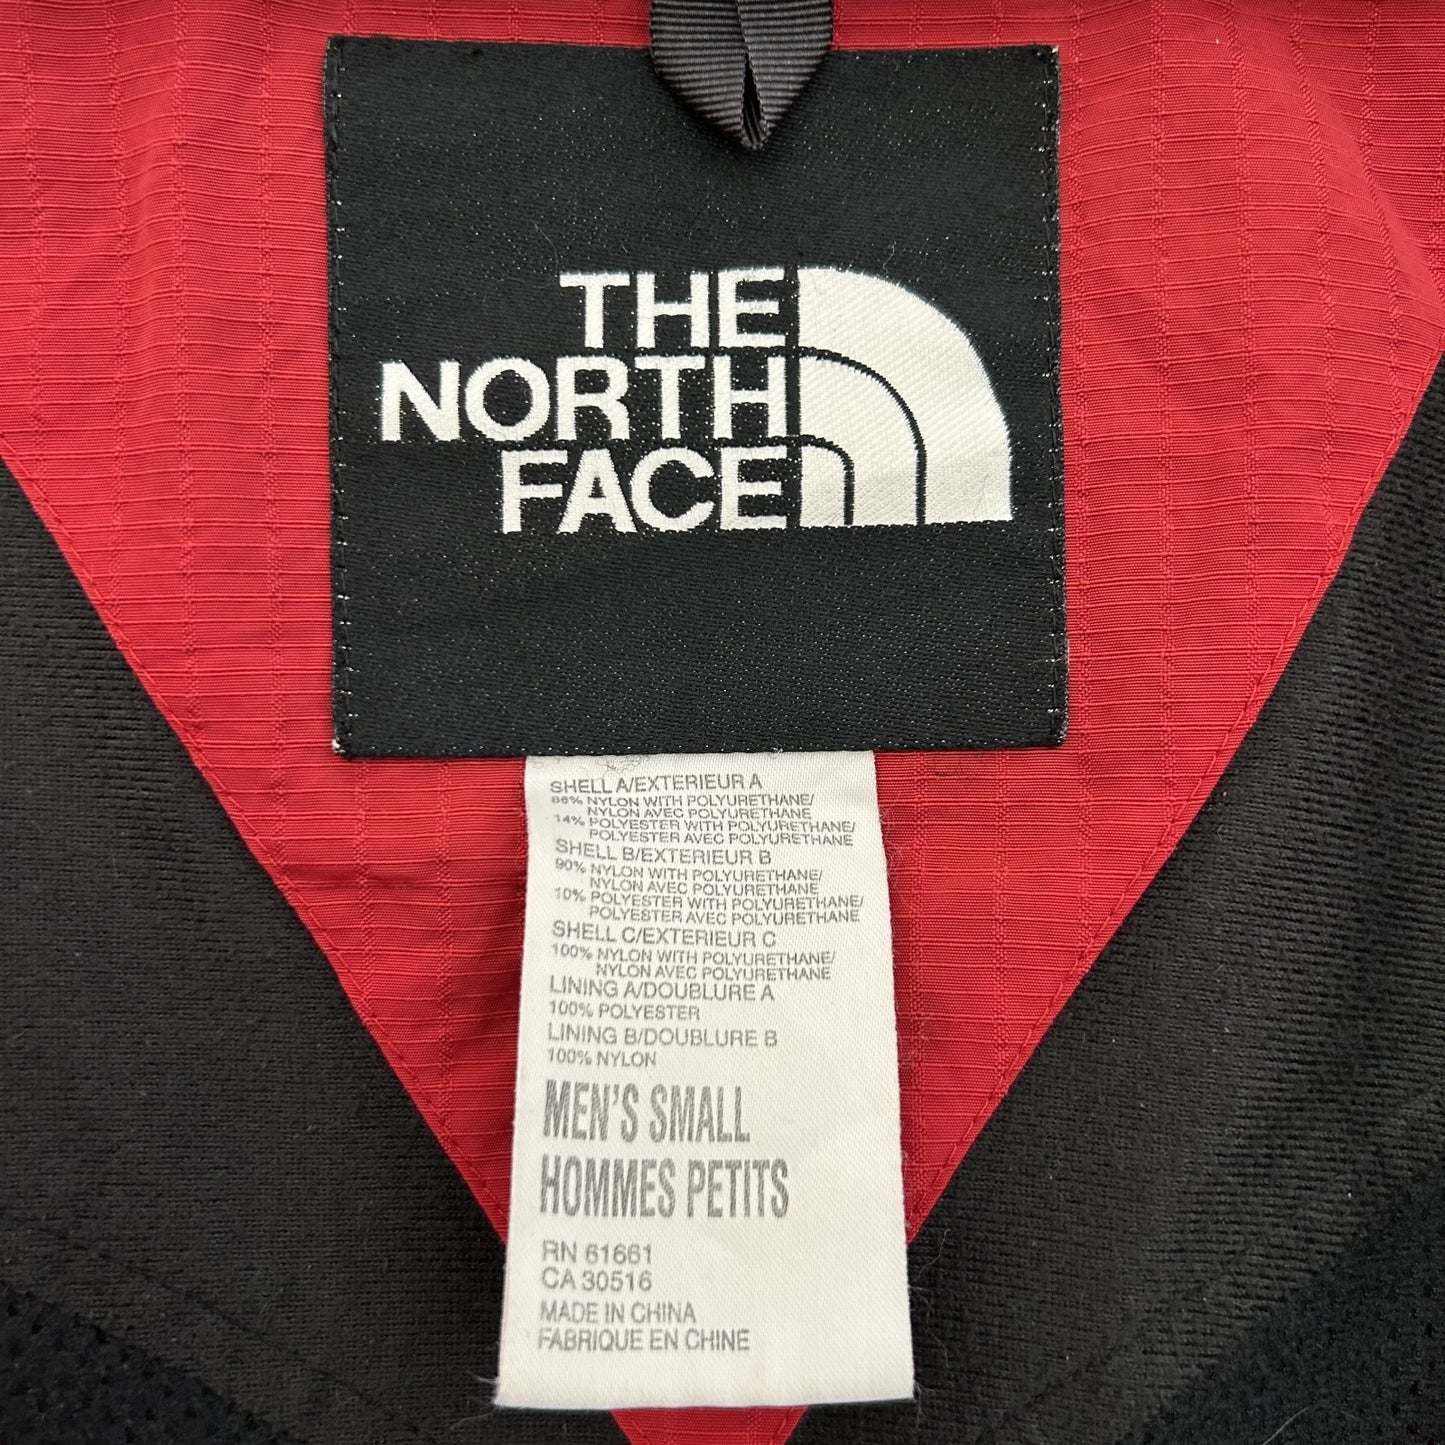 THE
NORTH
FACE
SHELL A/EXTERIEUR A
86% NYLON WITH POLYURETHANE/
NYLON AVEC POLYURETHANE
14% POLYESTER WITH POLYURETHANE/
POLYESTER AVEC POLYURETHANE
SHELL B/EXTERIEUR B
90% NYLON WITH POLYURETHANE/
NYLON AVEC POLYURETHANE
10% POLYESTER WITH POLYURETHANE/
POLYESTER AVEC POLYURETHANE
SHELL C/EXTERIEUR C
100% NYLON WITH POLYURETHANE/
NYLON AVEC POLYURETHANE
LINING A/DOUBLURE A
100% POLYESTER
LINING B/DOUBLURE B
100% NYLON
MEN'S SMALL
HOMMES PETITS
RN 61661
CA 30516
MADE IN CHINA
FABRIQUE EN CHINE